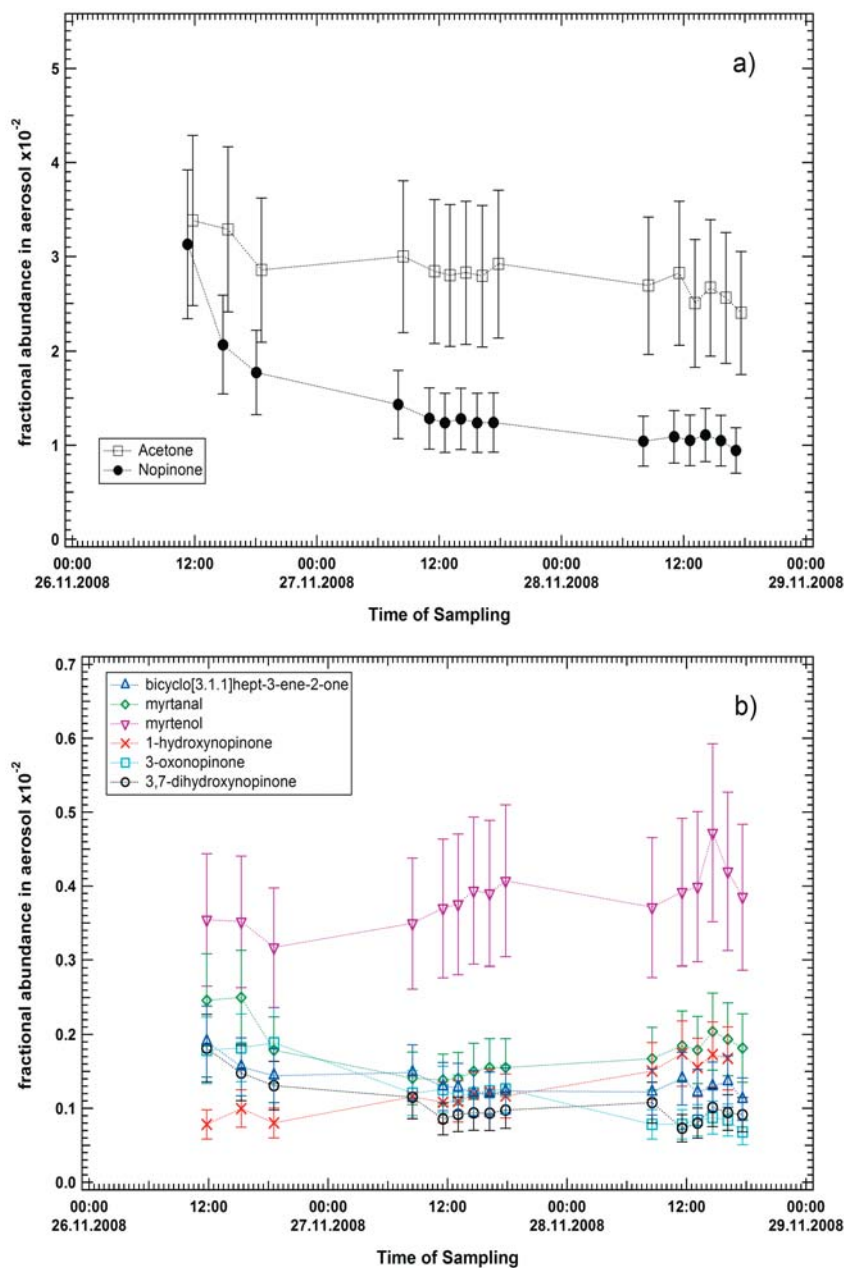 a)
fractional abundance in aerosol x10-2
5
4
3
2
1
0
Acetone
Nopinone
00:00 12:00 00:00 12:00 00:00 12:00 00:00
26.11.2008 27.11.2008 28.11.2008 29.11.2008
Time of Sampling
b)
fractional abundance in aerosol x10-2
0.7
0.6
0.5
0.4
0.3
0.2
0.1
0.0
bicyclo[3.1.1]hept-3-ene-2-one
myrtanal
myrtenol
1-hydroxynopinone
3-oxonopinone
3,7-dihydroxynopinone
00:00 12:00 00:00 12:00 00:00 12:00 00:00
26.11.2008 27.11.2008 28.11.2008 29.11.2008
Time of Sampling